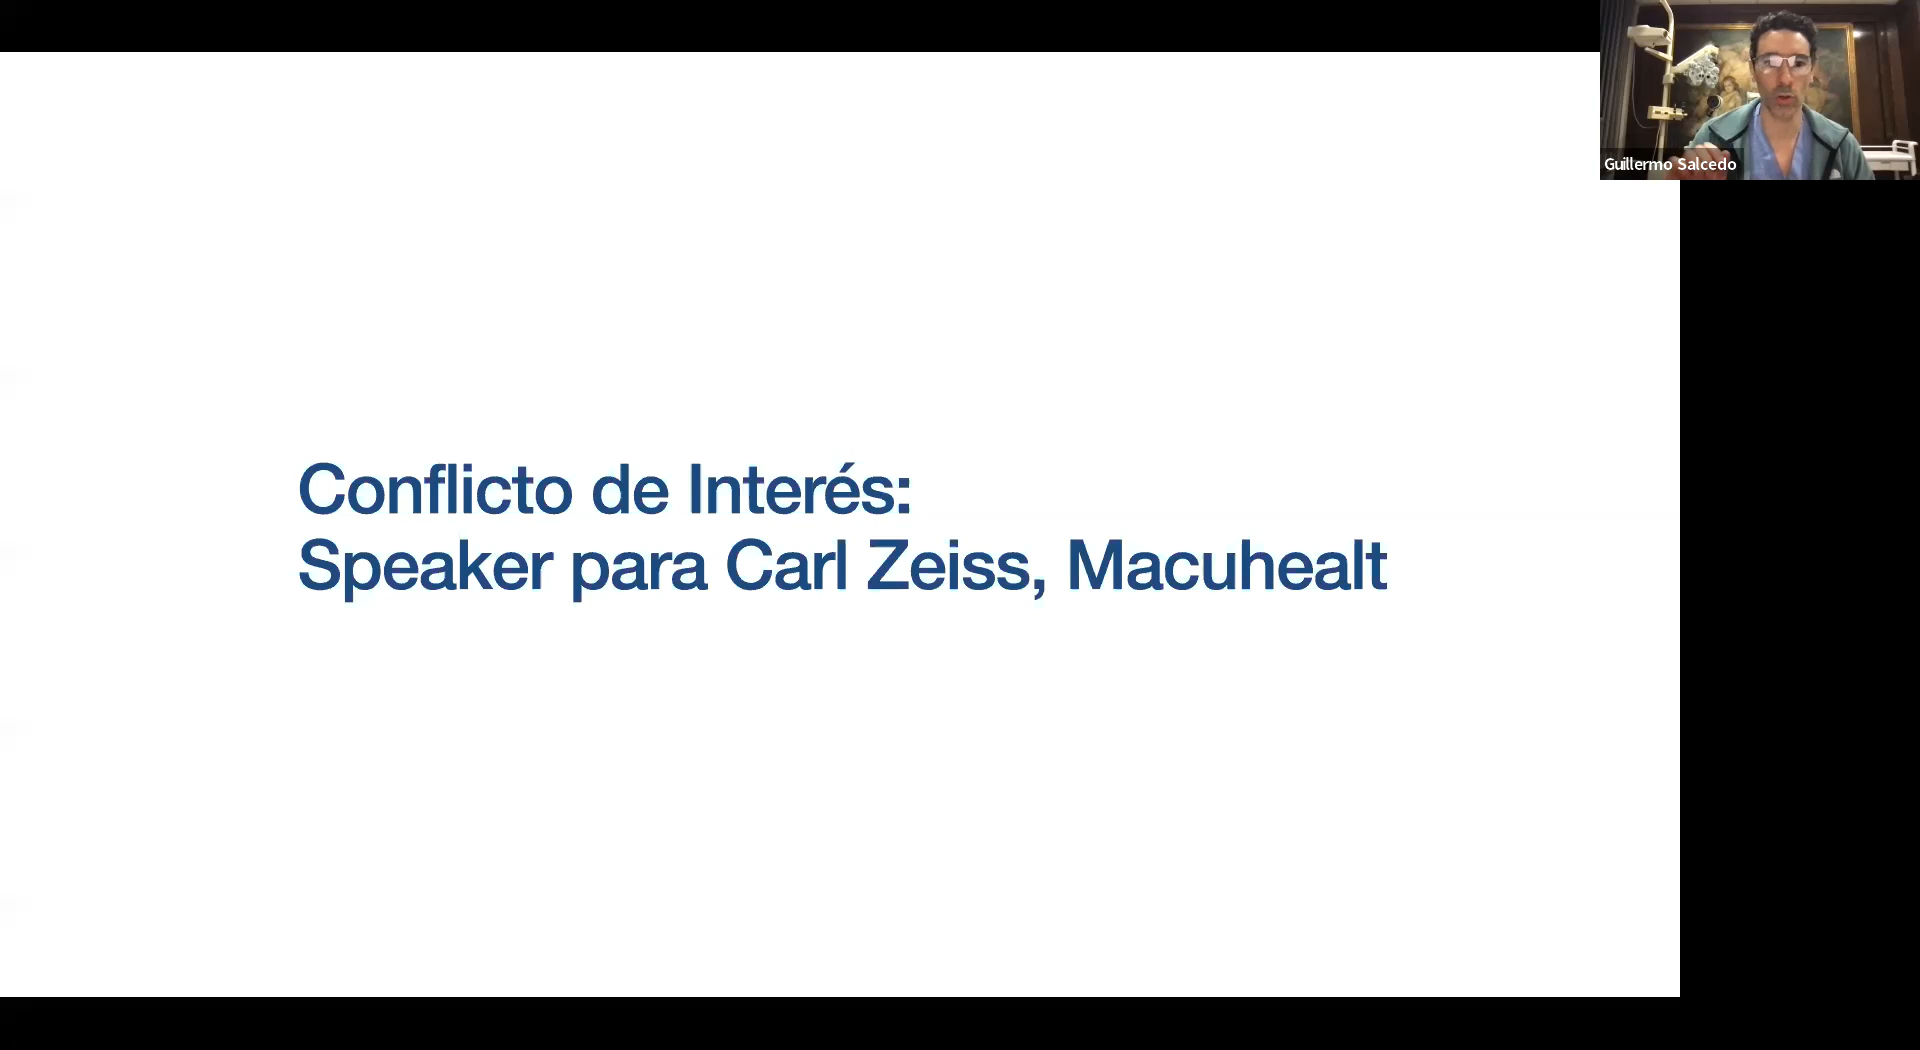 Guillermo Salcedo
Conflicto de Interés:
Speaker para Carl Zeiss, Macuhealt